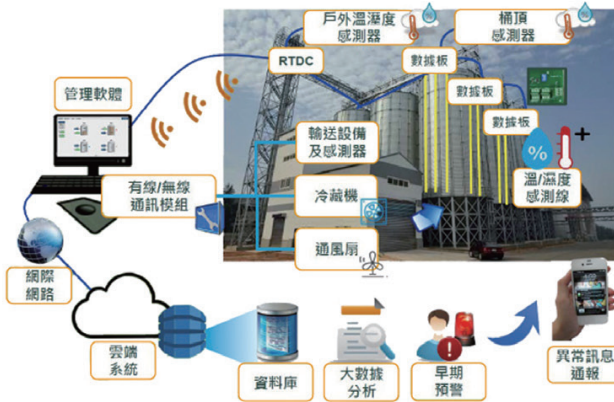 戶外溫溼度
感測器
桶頂
感測器
RTDC
數據板
數據板
數據板
管理軟體
輸送設備
及感測器
%
+
溫/濕度
感測線
有線/無線
通訊模組
冷藏機
通風扇
網際
網路
雲端
系統
資料庫
大數據
分析
早期
預警
異常訊息
通報